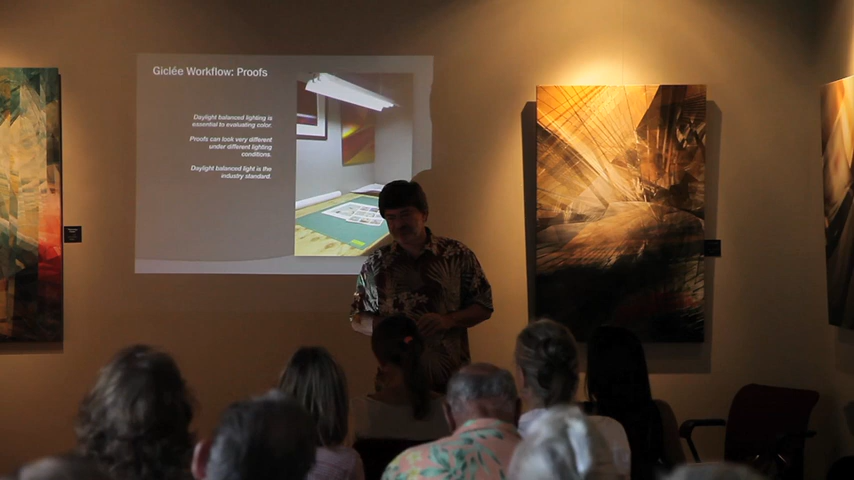 Giclée Workflow: Proofs
Daylight balanced lighting is
essential to evaluating color.
Proofs can look very different
under different lighting
conditions.
Daylight balanced light is the
industry standard.